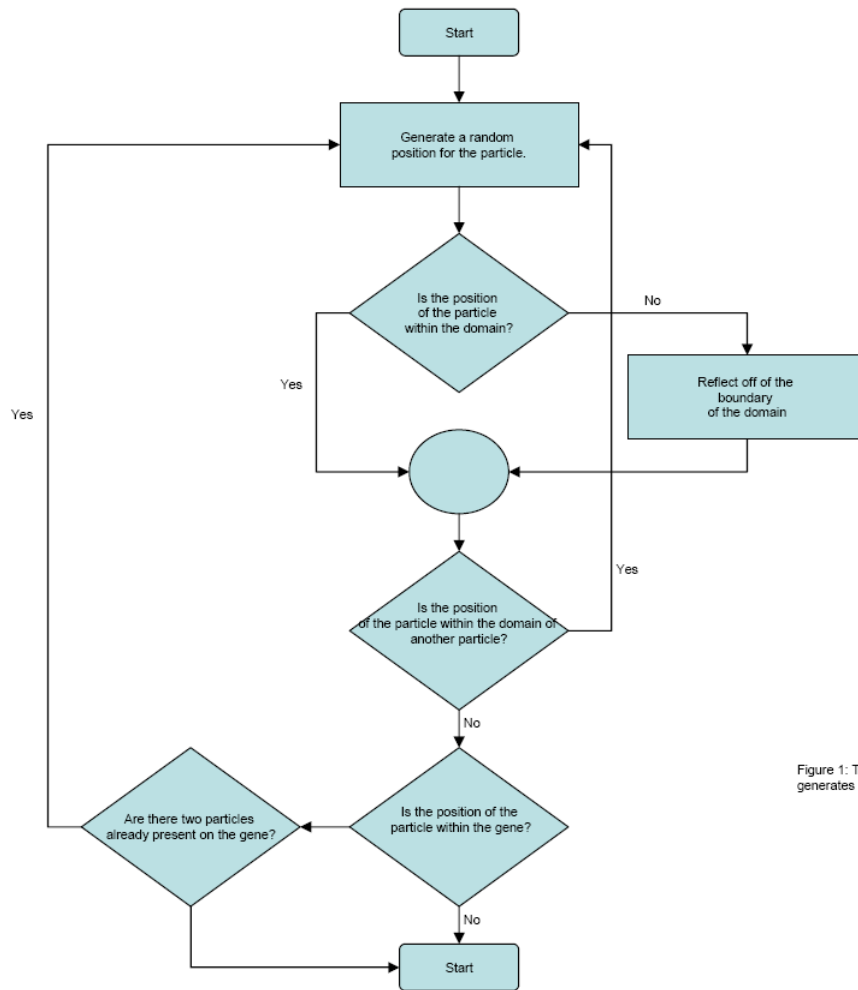 Start
Generate a random
position for the particle.
Is the position
of the particle
within the domain?
No
Yes
Reflect off of the
boundary
of the domain
Yes
Is the position
of the particle within the domain of
another particle?
Yes
No
Is the position of the
particle within the gene?
Are there two particles
already present on the gene?
No
Start
Figure 1: T
generates